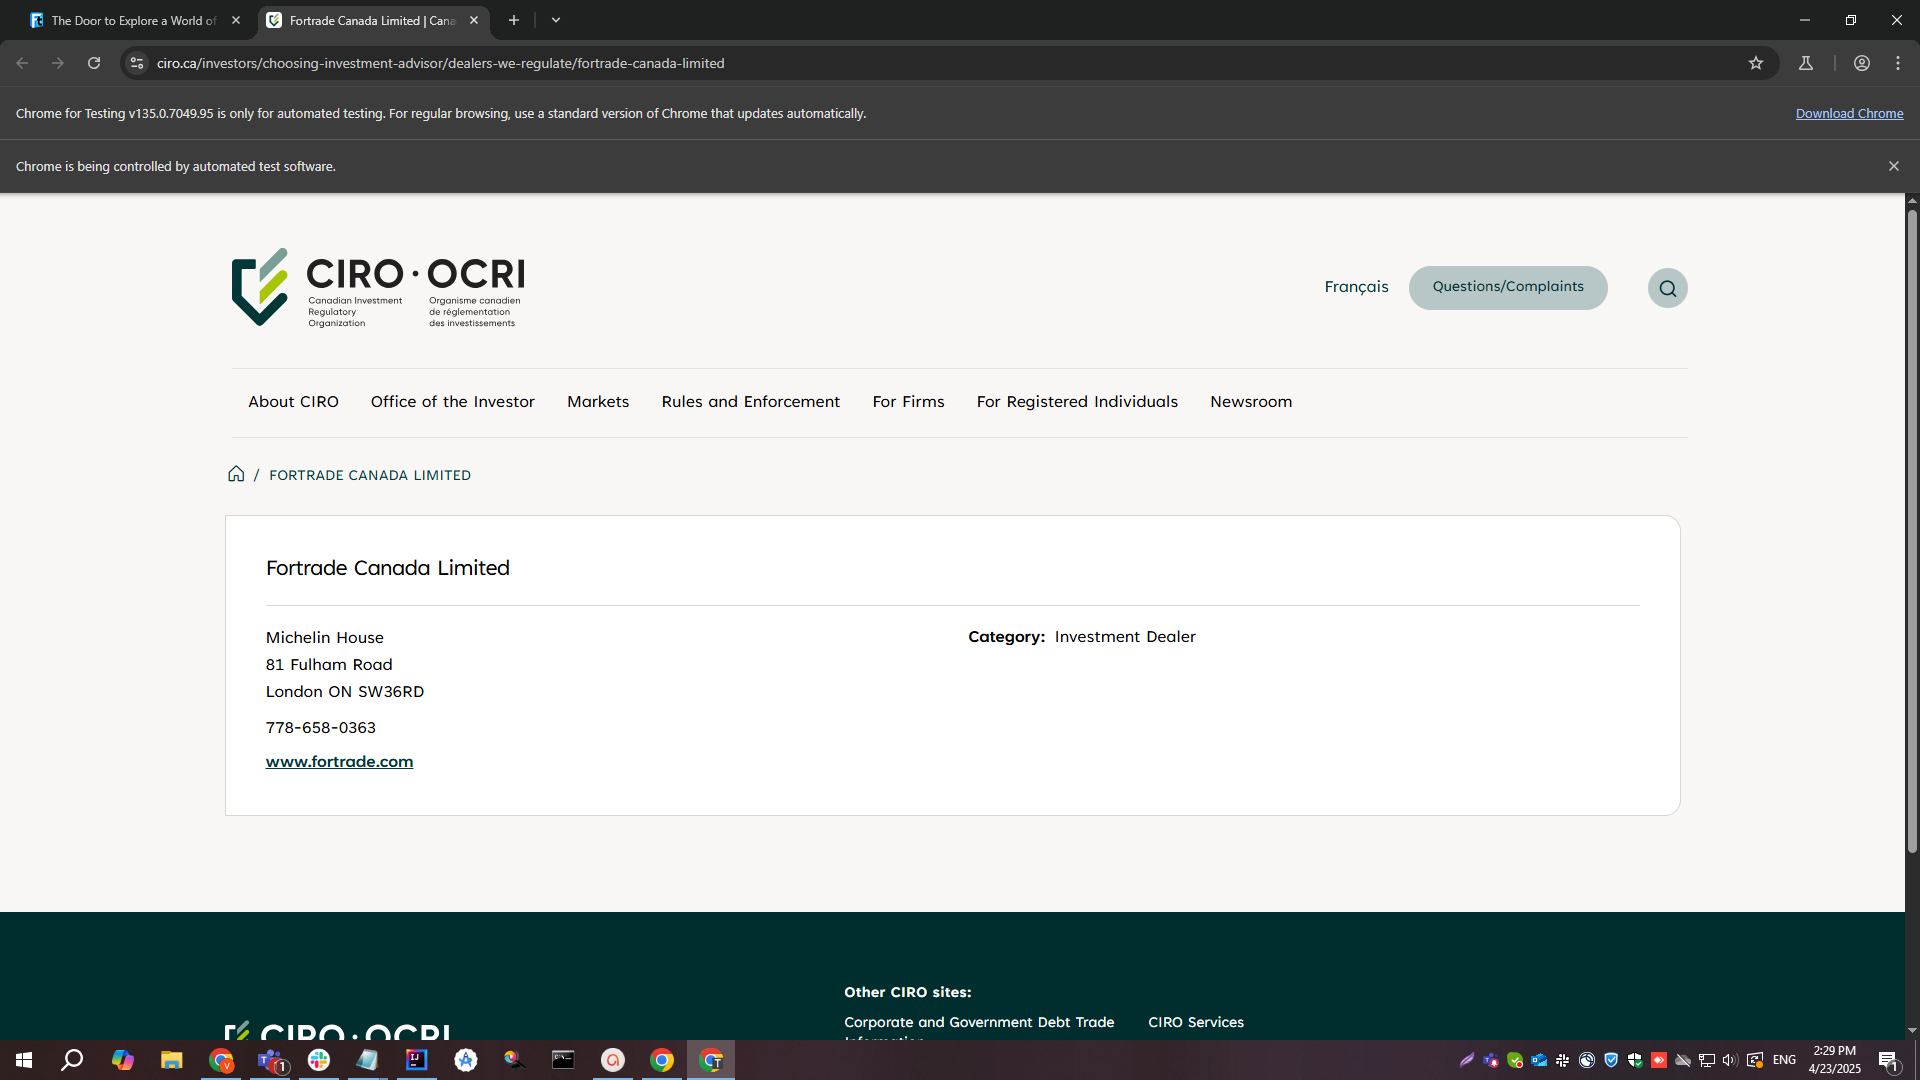 The Door to Explore a World of
Fortrade Canada Limited | Cana
ciro.ca/investors/choosing-investment-advisor/dealers-we-regulate/fortrade-canada-limited
Chrome for Testing v135.0.7049.95 is only for automated testing. For regular browsing, use a standard version of Chrome that updates automatically.
Download Chrome
Chrome is being controlled by automated test software.
CIRO · OCRI
Canadian Investment
Regulatory
Organization
Organisme canadien
de réglementation
des investissements
Français
Questions/Complaints
About CIRO
Office of the Investor
Markets
Rules and Enforcement
For Firms
For Registered Individuals
Newsroom
/ FORTRADE CANADA LIMITED
Fortrade Canada Limited
Michelin House
81 Fulham Road
London ON SW36RD
778-658-0363
www.fortrade.com
Category: Investment Dealer
Other CIRO sites:
Corporate and Government Debt Trade
Information
CIRO Services
CIRO · OCRI
ENG
2:29 PM
4/23/2025